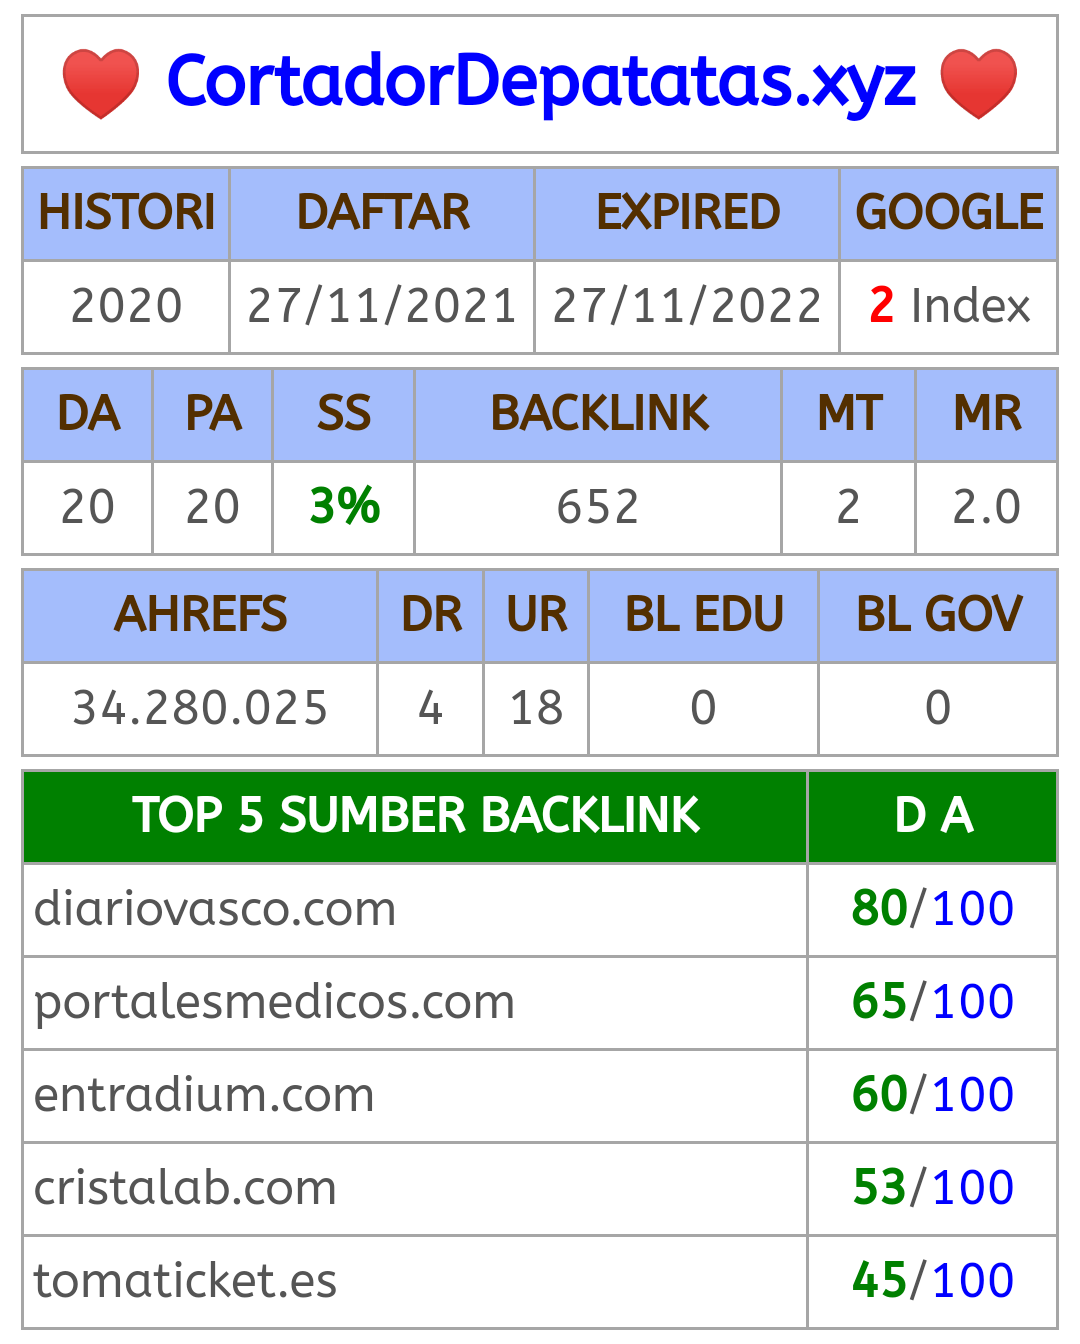 CortadorDepatatas.xyz
HISTORI DAFTAR EXPIRED GOOGLE
2020 27/11/2021 27/11/2022 2 Index
DA PA SS BACKLINK MT MR
20 20 3% 652 2 2.0
AHREFS DR UR BL EDU BL GOV
34.280.025 4 18 0 0
TOP 5 SUMBER BACKLINK D A
diariovasco.com 80/100
portalesmedicos.com 65/100
entradium.com 60/100
cristalab.com 53/100
tomaticket.es 45/100